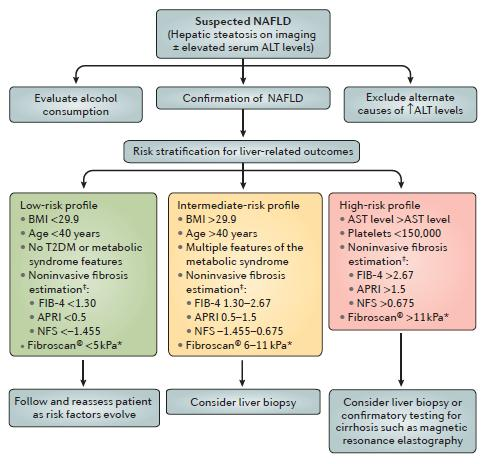 Suspected NAFLD
(Hepatic steatosis on imaging
± elevated serum ALT levels)
Evaluate alcohol
consumption
Confirmation of NAFLD
Exclude alternate
causes of ↑ALT levels
Risk stratification for liver-related outcomes
Low-risk profile
• BMI <29.9
• Age <40 years
• No T2DM or metabolic
syndrome features
• Noninvasive fibrosis
estimation‡:
• FIB-4 <1.30
• APRI <0.5
• NFS <–1.455
• Fibroscan® <5kPa*
Intermediate-risk profile
• BMI >29.9
• Age >40 years
• Multiple features of the
metabolic syndrome
• Noninvasive fibrosis
estimation‡:
• FIB-4 1.30–2.67
• APRI 0.5–1.5
• NFS –1.455–0.675
• Fibroscan® 6–11 kPa*
High-risk profile
• AST level >AST level
• Platelets <150,000
• Noninvasive fibrosis
estimation‡:
• FIB-4 >2.67
• APRI >1.5
• NFS >0.675
• Fibroscan® >11kPa*
Follow and reassess patient
as risk factors evolve
Consider liver biopsy
Consider liver biopsy or
confirmatory testing for
cirrhosis such as magnetic
resonance elastography